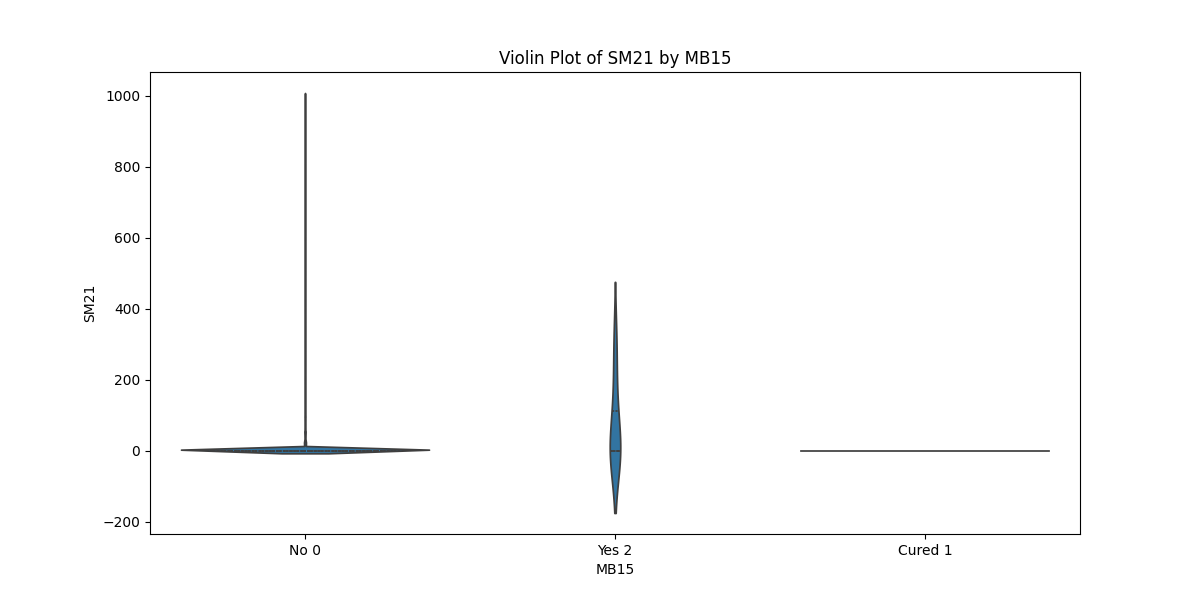 Violin Plot of SM21 by MB15
1000
800
600
400
200
0
−200
SM21
No 0
Yes 2
Cured 1
MB15